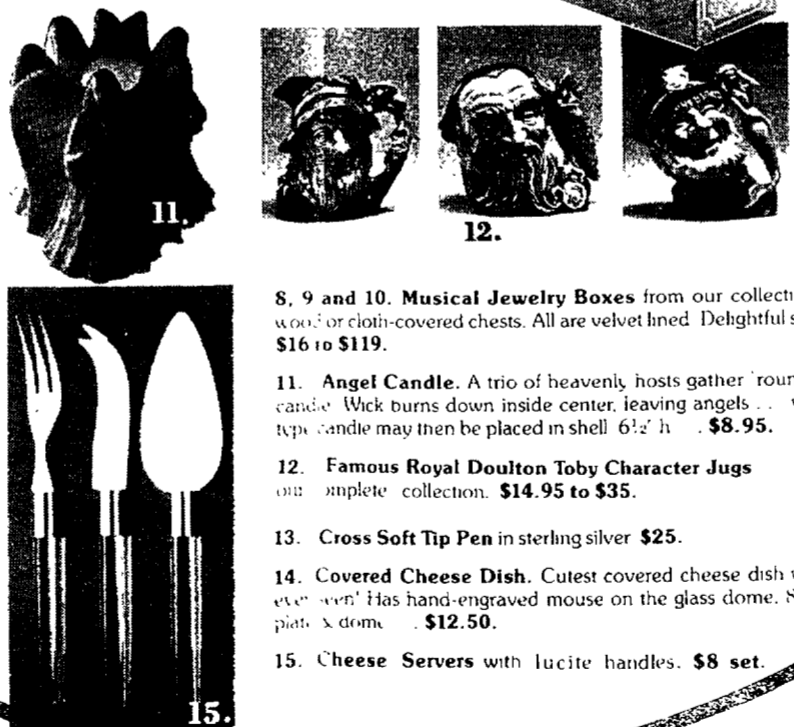 11.
12.
8, 9 and 10. Musical Jewelry Boxes from our
or cloth-covered chests. All are velvet lined Delightful
$16 to $119.
11. Angel Candle. A trio of heavenly hosts gather
Wick burns down inside center, leaving angels . .
candle may then be placed in shell 6½" h . $8.95.
12. Famous Royal Doulton Toby Character Jugs
collection. $14.95 to $35.
13. Cross Soft Tip Pen in sterling silver $25.
14. Covered Cheese Dish. Cutest covered cheese dish
Has hand-engraved mouse on the glass dome.
dome . $12.50.
15. Cheese Servers with lucite handles. $8 set.
15.